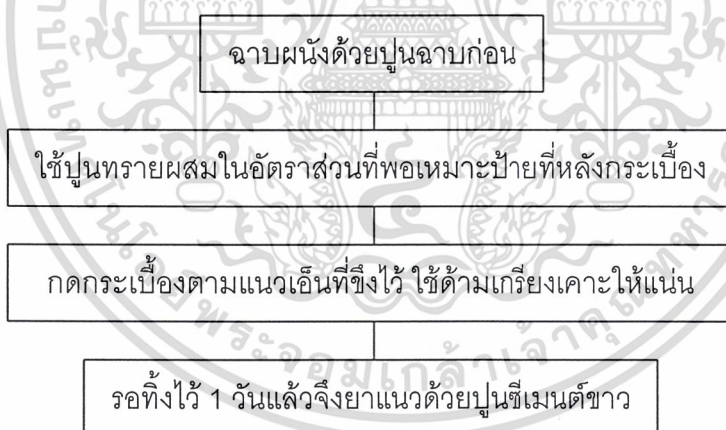 ฉาบผนังด้วยปูนฉาบก่อน
ใช้ปูนทรายผสมในอัตราส่วนที่พอเหมาะป้ายที่หลังกระเบื้อง
กดกระเบื้องตามแนวเอ็นที่ขึงไว้ ใช้ด้ามเกรียงเคาะให้แน่น
รอทิ้งไว้ 1 วันแล้วจึงยาแนวด้วยปูนซีเมนต์ขาว